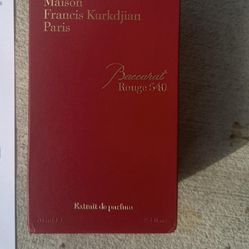 Maison
Francis Kurkdjian
Paris
Baccarat
Rouge 540
Extrait de parfum